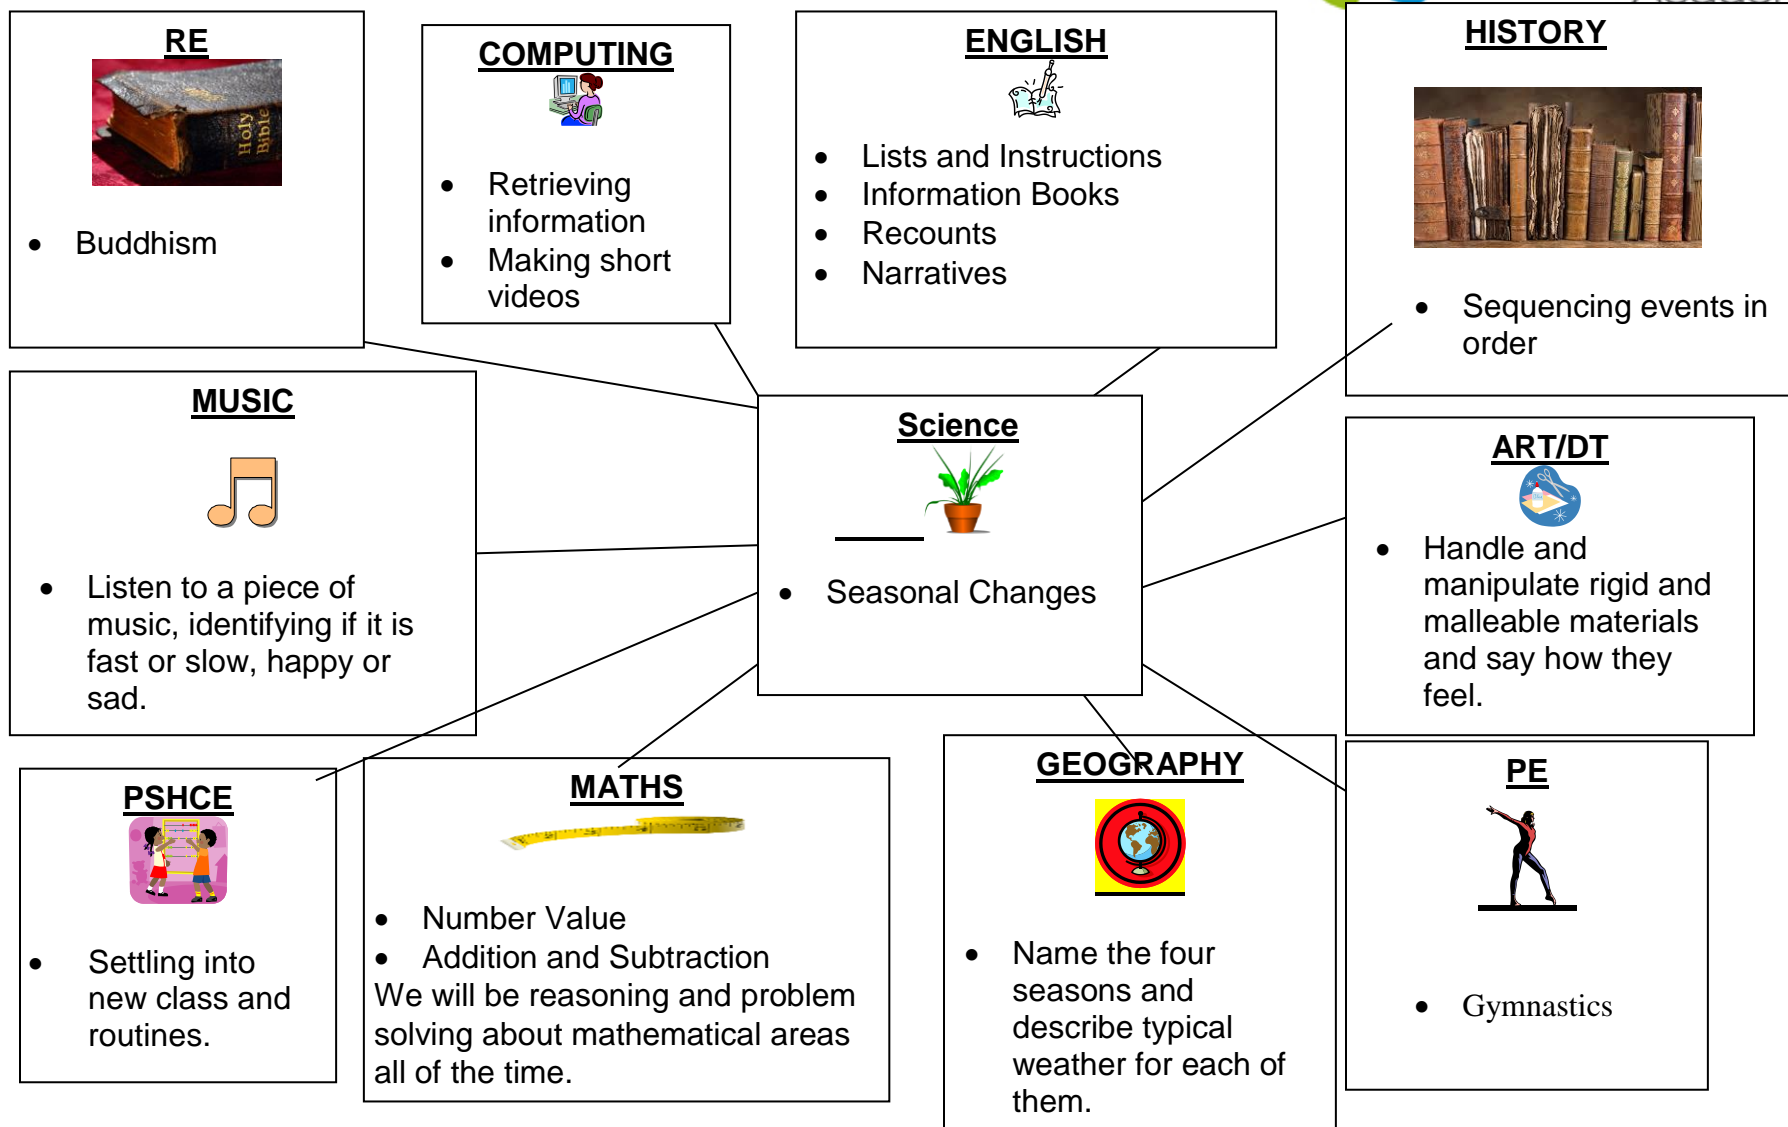 RE
Holy
Bible
• Buddhism
COMPUTING
• Retrieving
information
• Making short
videos
ENGLISH
• Lists and Instructions
• Information Books
• Recounts
• Narratives
HISTORY
• Sequencing events in
order
MUSIC
• Listen to a piece of
music, identifying if it is
fast or slow, happy or
sad.
Science
• Seasonal Changes
ART/DT
• Handle and
manipulate rigid and
malleable materials
and say how they
feel.
PSHCE
• Settling into
new class and
routines.
MATHS
• Number Value
• Addition and Subtraction
We will be reasoning and problem
solving about mathematical areas
all of the time.
GEOGRAPHY
• Name the four
seasons and
describe typical
weather for each of
them.
PE
• Gymnastics